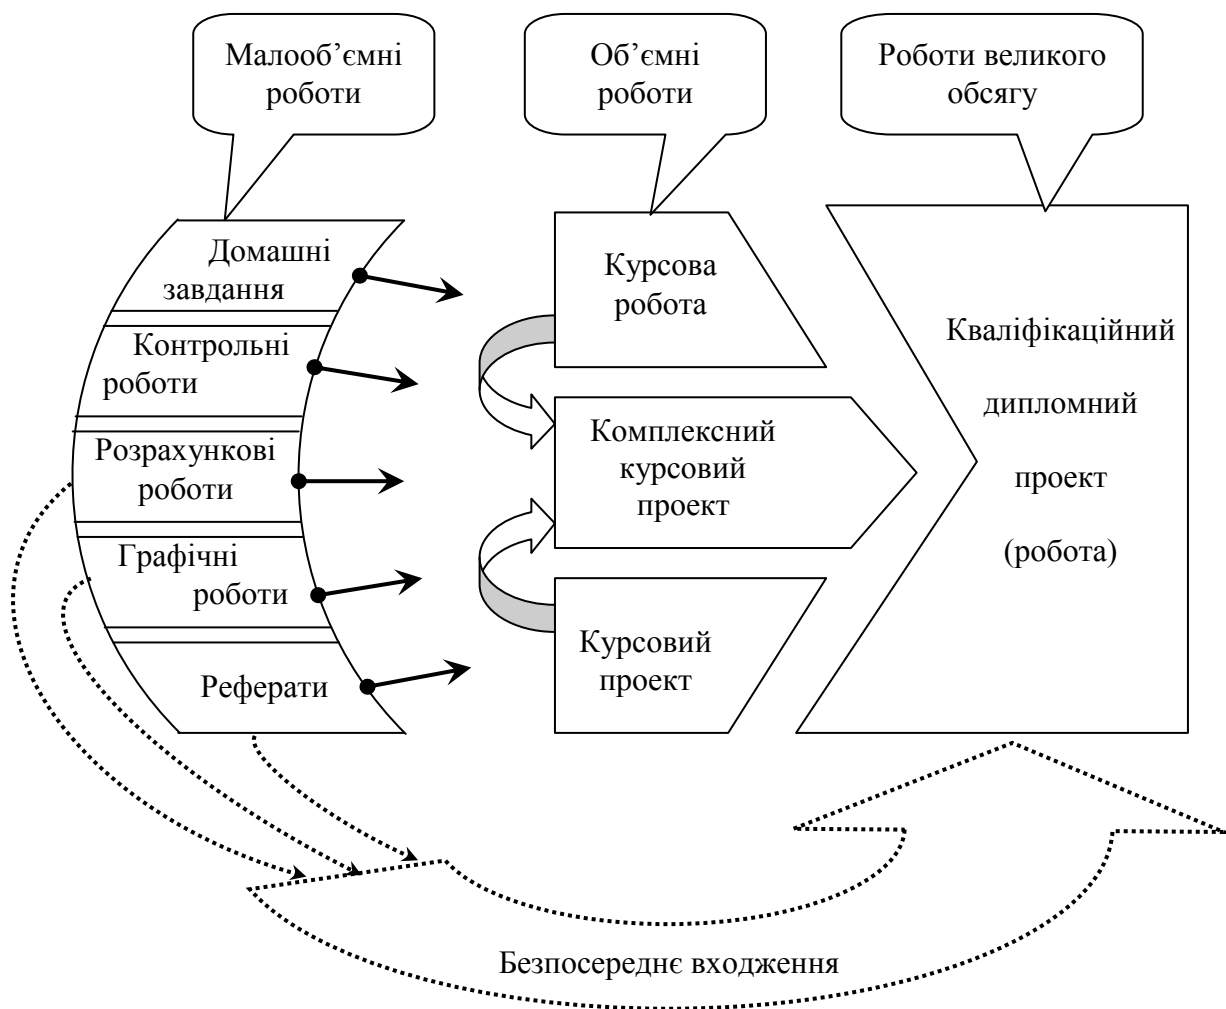 Малооб’ємні
роботи
Об’ємні
роботи
Роботи великого
обсягу
Домашні
завдання
Контрольні
роботи
Розрахункові
роботи
Графічні
роботи
Реферати
Курсова
робота
Комплексний
курсовий
проект
Курсовий
проект
Кваліфікаційний
дипломний
проект
(робота)
Безпосереднє входження